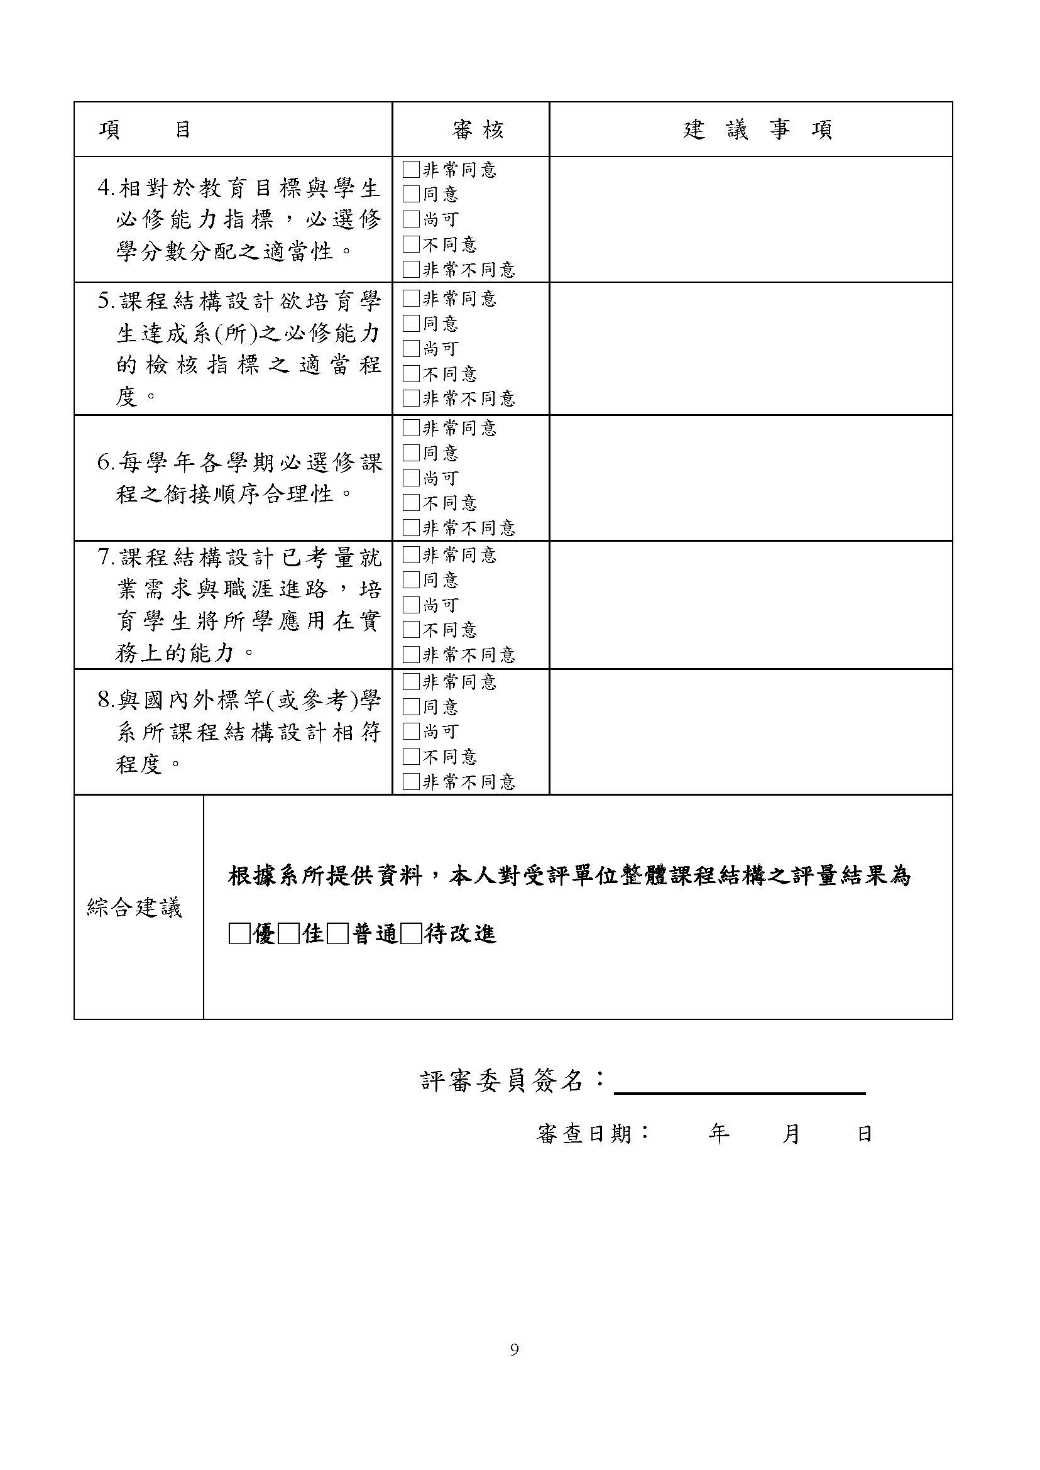 項 目 審核 建議事項
4.相對於教育目標與學生
必修能力指標，必選修
學分數分配之適當性。
□非常同意
□同意
□尚可
□不同意
□非常不同意
5.課程結構設計欲培育學
生達成系(所)之必修能力
的檢核指標之適當程
度。
□非常同意
□同意
□尚可
□不同意
□非常不同意
6.每學年各學期必選修課
程之銜接順序合理性。
□非常同意
□同意
□尚可
□不同意
□非常不同意
7.課程結構設計已考量就
業需求與職涯進路，培
育學生將所學應用在實
務上的能力。
□非常同意
□同意
□尚可
□不同意
□非常不同意
8.與國內外標竿(或參考)學
系所課程結構設計相符
程度。
□非常同意
□同意
□尚可
□不同意
□非常不同意
綜合建議
根據系所提供資料，本人對受評單位整體課程結構之評量結果為
□優□佳□普通□待改進
評審委員簽名：
審查日期： 年 月 日
9